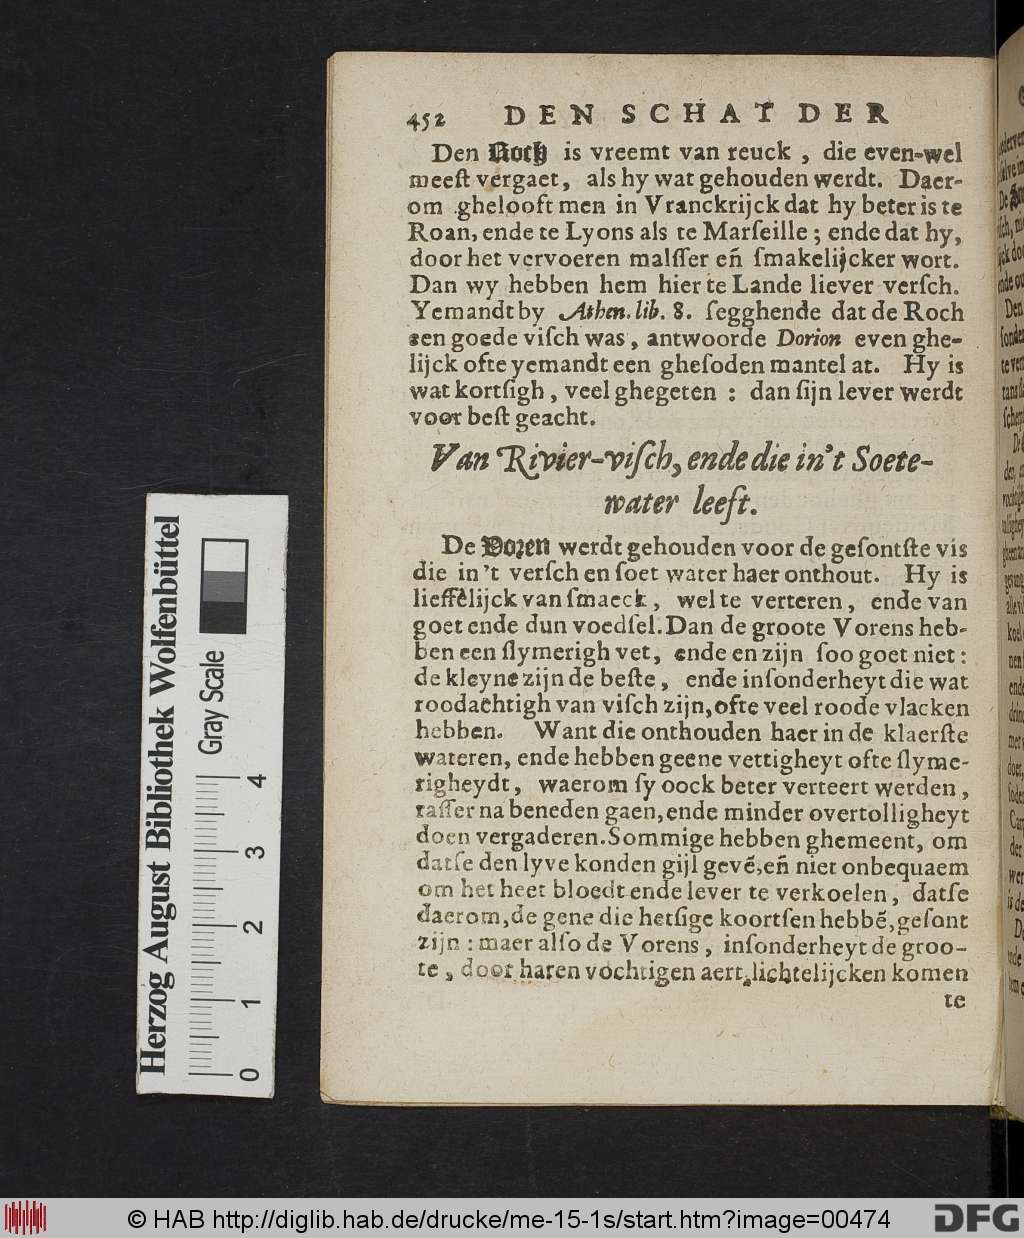 452 DEN SCHAT DER
Den Roch is vreemt van reuck , die even-wel
meeſt vergaet, als hy wat gehouden werdt. Daer-
om ghelooft men in Vranckrijck dat hy beter is te
Roan, ende te Lyons als te Marſeille ; ende dat hy,
door het vervoeren malſſer eñ ſmakelijcker wort.
Dan wy hebben hem hier te Lande liever verſch.
Yemandt by Athen. lib. 8. ſegghende dat de Roch
een goede viſch was, antwoorde Dorion even ghe-
lijck ofte yemandt een gheſoden mantel at. Hy is
wat kortſigh, veel ghegeten : dan ſijn lever werdt
voor beſt geacht.
Van Rivier-viſch, ende die in't Soete-
water leeft.
De Voren werdt gehouden voor de geſontſte vis
die in't verſch en ſoet water haer onthout. Hy is
lieffelijck van ſmaeck, wel te verteren, ende van
goet ende dun voedſel. Dan de groote Vorens heb-
ben een ſlymerigh vet, ende en zijn ſoo goet niet:
de kleyne zijn de beſte, ende inſonderheyt die wat
roodachtigh van viſch zijn, ofte veel roode vlacken
hebben. Want die onthouden haer in de klaerſte
wateren, ende hebben geene vettigheyt ofte ſlyme-
righeydt, waerom ſy oock beter verteert werden,
raſſer na beneden gaen, ende minder overtolligheyt
doen vergaderen. Sommige hebben ghemeent, om
datſe den lyve konden gijl gevē, eñ niet onbequaem
om het heet bloedt ende lever te verkoelen, datſe
daerom, de gene die hetſige koortſen hebbē, geſont
zijn : maer alſo de Vorens, inſonderheyt de groo-
te, door haren vochtigen aert, lichtelijcken komen
te
Herzog August Bibliothek Wolfenbüttel
Gray Scale
0 1 2 3 4
© HAB http://diglib.hab.de/drucke/me-15-1s/start.htm?image=00474
DFG